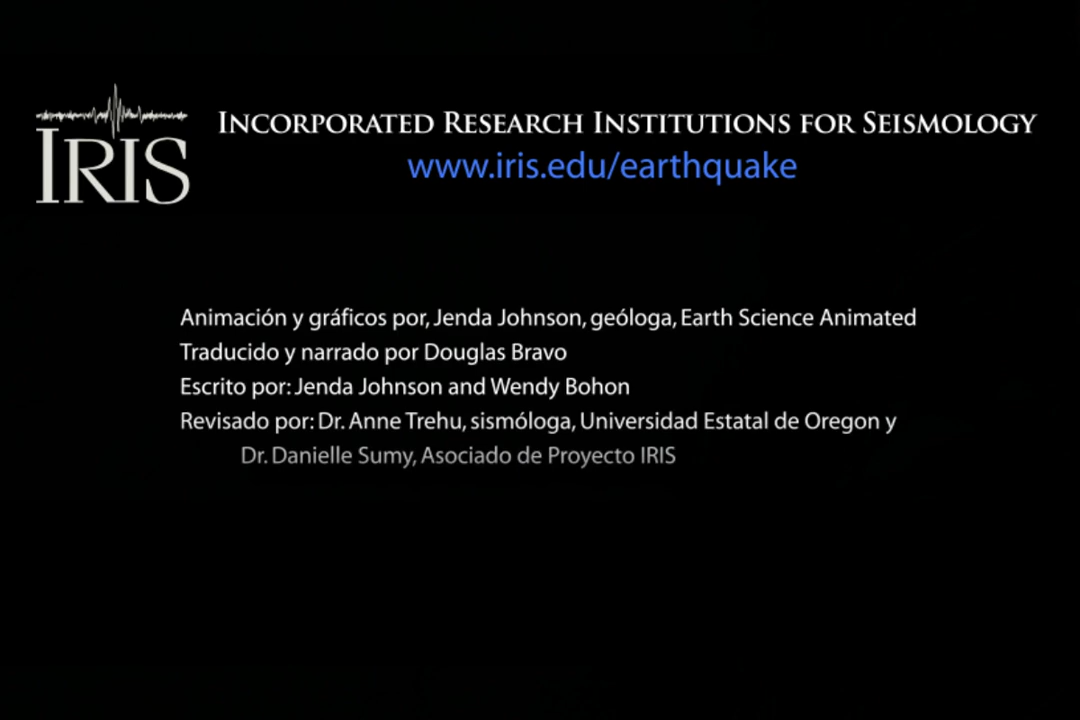 IRIS
INCORPORATED RESEARCH INSTITUTIONS FOR SEISMOLOGY
www.iris.edu/earthquake
Animación y gráficos por, Jenda Johnson, geóloga, Earth Science Animated
Traducido y narrado por Douglas Bravo
Escrito por: Jenda Johnson and Wendy Bohon
Revisado por: Dr. Anne Trehu, sismóloga, Universidad Estatal de Oregon y
Dr. Danielle Sumy, Asociado de Proyecto IRIS